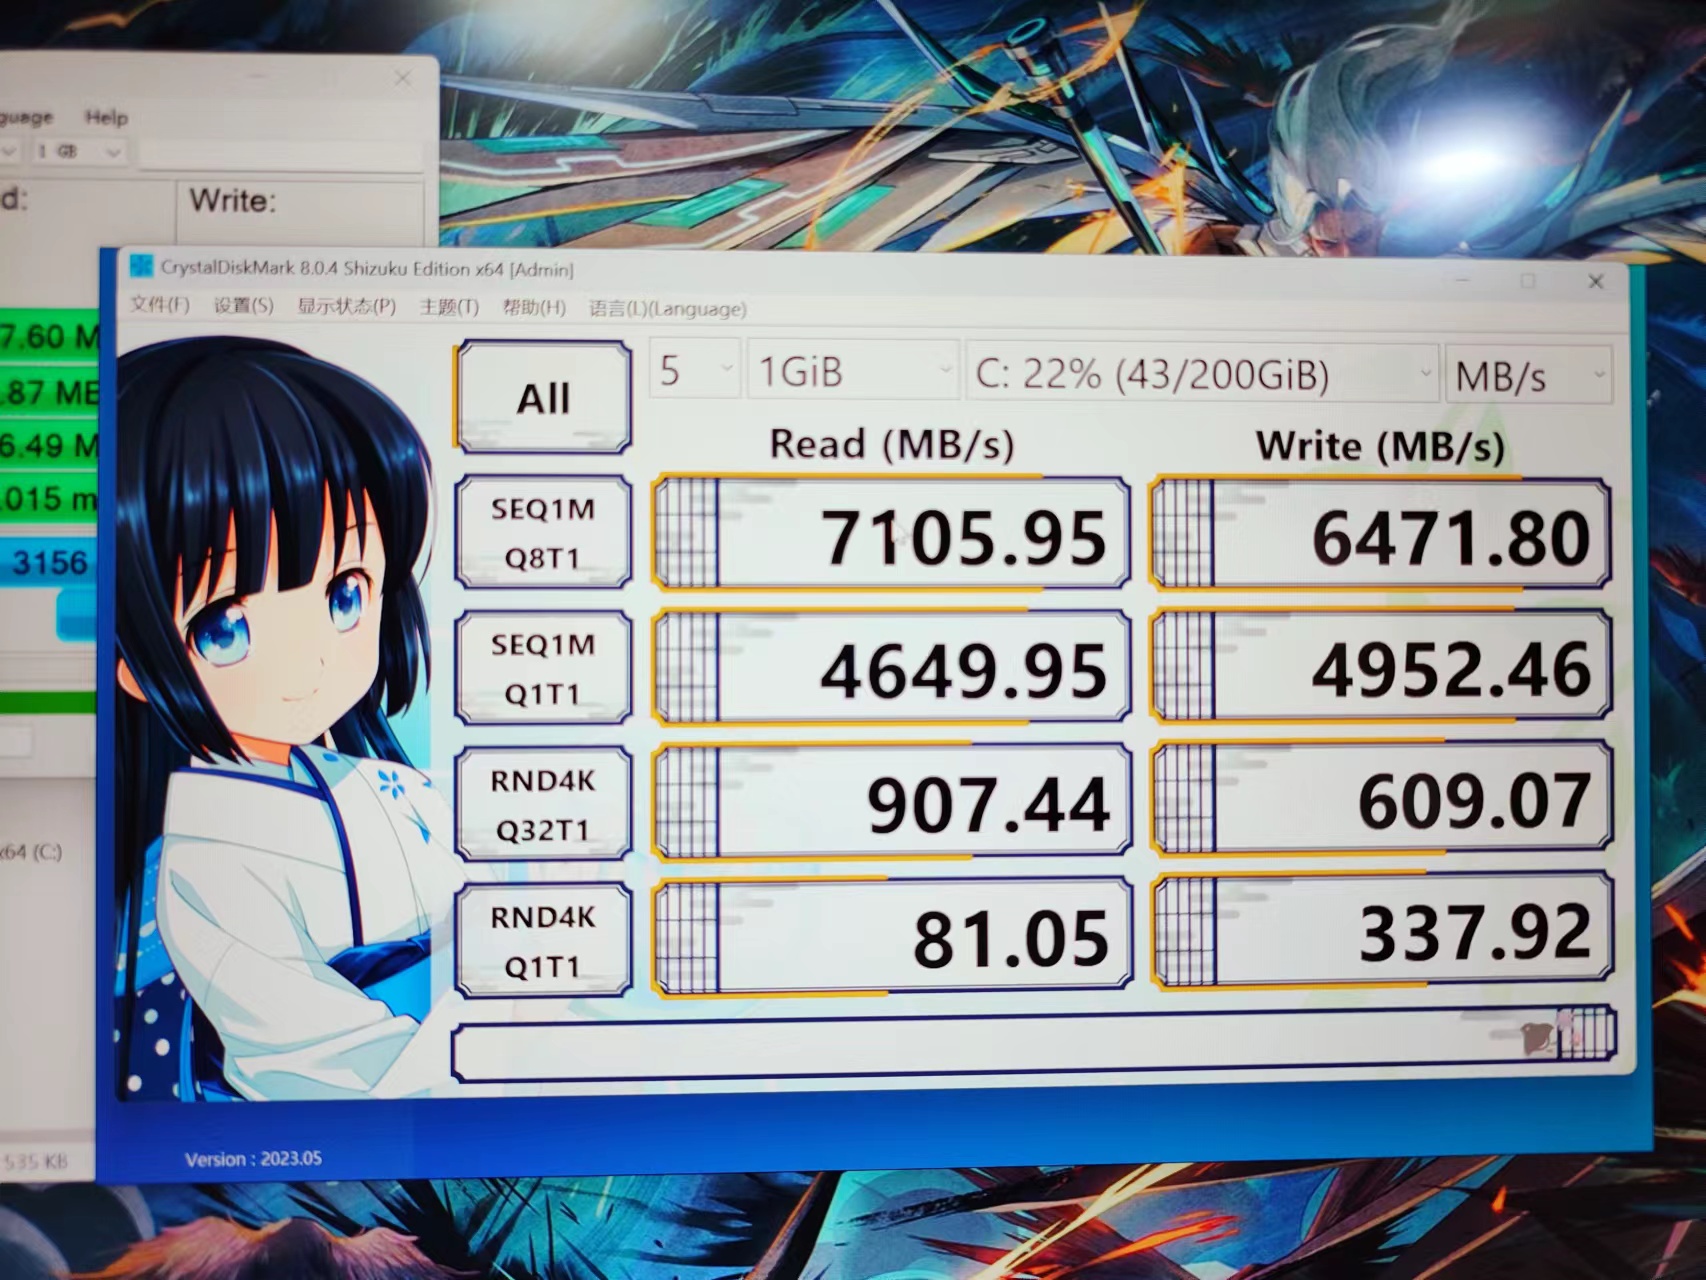 Help
1 GB
Write:
7.60 M
.87 ME
6.49 M
.015 m
3156
x64 (C:)
535 KB
CrystalDiskMark 8.0.4 Shizuku Edition x64 [Admin]
文件(F) 设置(S) 显示状态(P) 主题(T) 帮助(H) 语言(L)(Language)
All
5 1GiB C: 22% (43/200GiB) MB/s
Read (MB/s) Write (MB/s)
SEQ1M
Q8T1
7105.95 6471.80
SEQ1M
Q1T1
4649.95 4952.46
RND4K
Q32T1
907.44 609.07
RND4K
Q1T1
81.05 337.92
Version : 2023.05